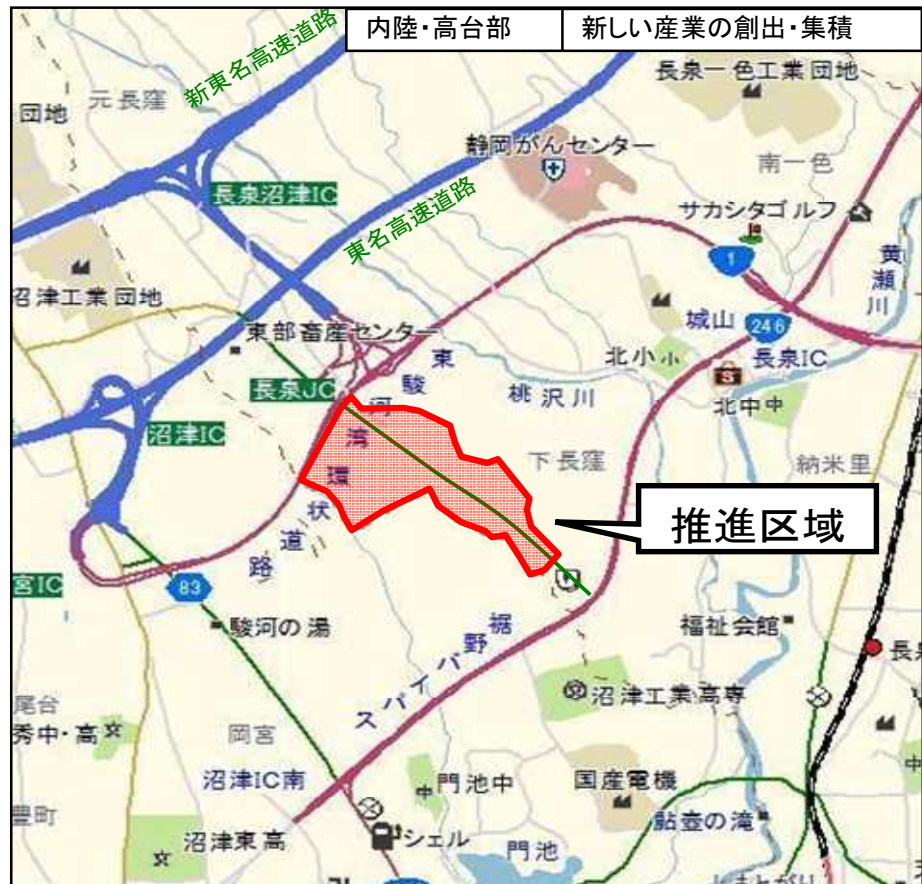 内陸・高台部
新しい産業の創出・集積
新東名高速道路
長泉一色工業団地
元長窪
団地
静岡がんセンター
南一色
長泉沼津IC
東名高速道路
サカシタゴルフ
1
黄瀬川
沼津工業団地
城山
246
東部畜産センター
北小
小
長泉IC
S
長泉JC
東駿河湾環状道路
桃沢川
北中
中
沼津IC
下長窪
納米里
推進区域
宮IC
83
駿河の湯
福祉会館
長泉
裾野バイパス
沼津工業高専
尾台
秀中・高
岡宮
沼津IC南
門池中
中
国産電機
中
豊町
鮎壺の滝
沼津東高
シェル
門池